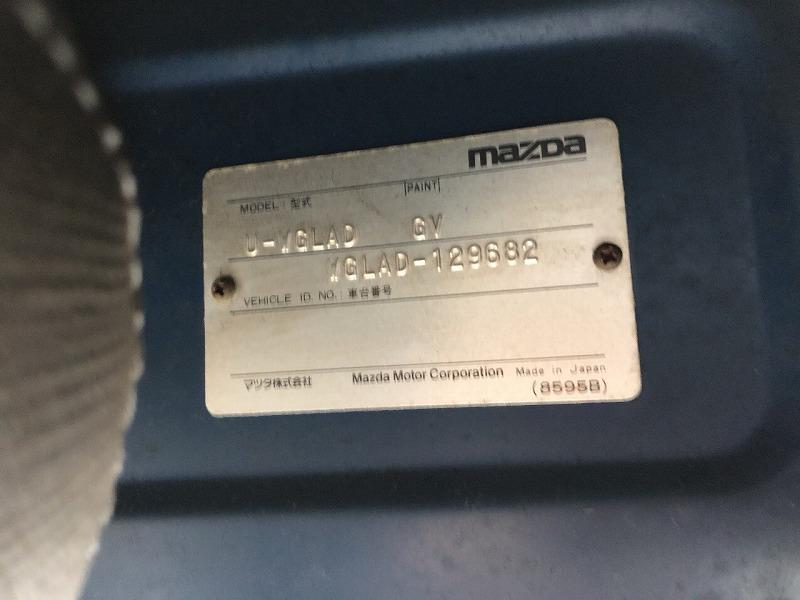 mazda
MODEL : 型式 PAINT
U-WGLAD GY
WGLAD-129682
VEHICLE ID. NO. : 車台番号
マツダ株式会社 Mazda Motor Corporation Made in Japan
(8595B)